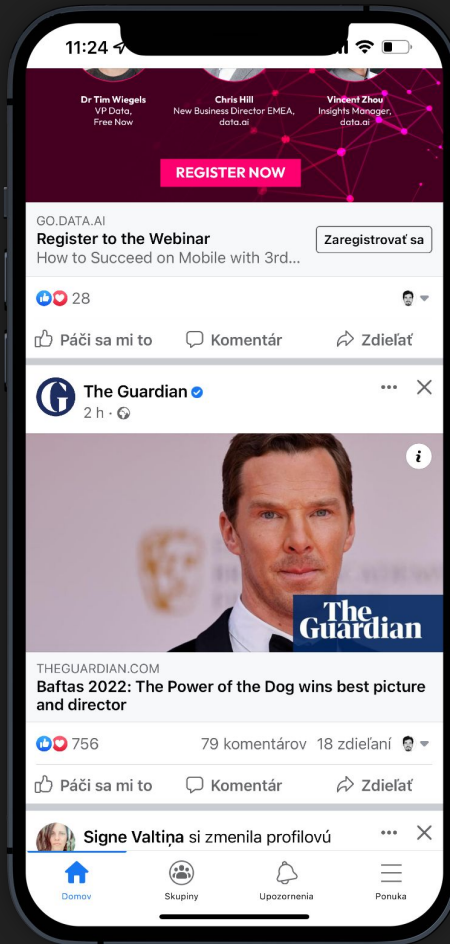 11:24
Dr Tim Wiegels
VP Data,
Free Now
Chris Hill
New Business Director EMEA,
data.ai
Vincent Zhou
Insights Manager,
data.ai
REGISTER NOW
GO.DATA.AI
Register to the Webinar
How to Succeed on Mobile with 3rd...
Zaregistrovať sa
28
Páči sa mi to
Komentár
Zdieľať
The Guardian
2 h ·
The
Guardian
THEGUARDIAN.COM
Baftas 2022: The Power of the Dog wins best picture
and director
756
79 komentárov 18 zdieľaní
Páči sa mi to
Komentár
Zdieľať
Signe Valtiņa si zmenila profilovú
Domov
Skupiny
Upozornenia
Ponuka